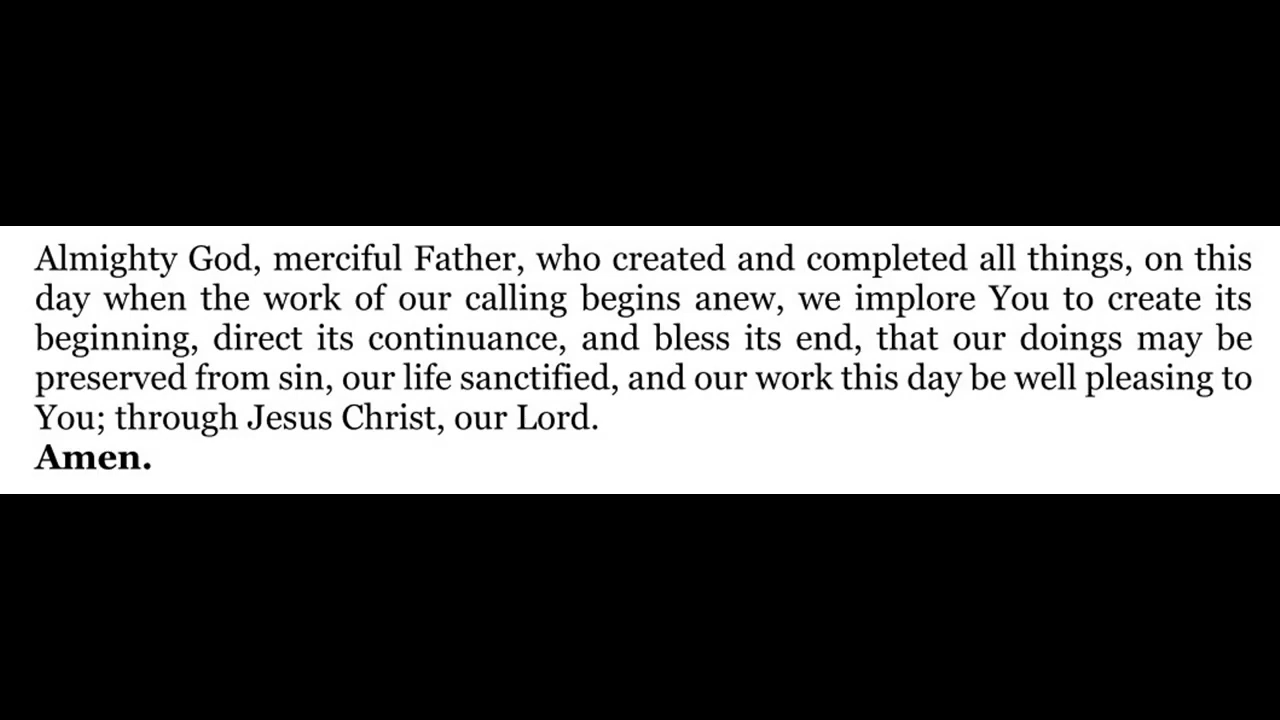 Almighty God, merciful Father, who created and completed all things, on this
day when the work of our calling begins anew, we implore You to create its
beginning, direct its continuance, and bless its end, that our doings may be
preserved from sin, our life sanctified, and our work this day be well pleasing to
You; through Jesus Christ, our Lord.
Amen.